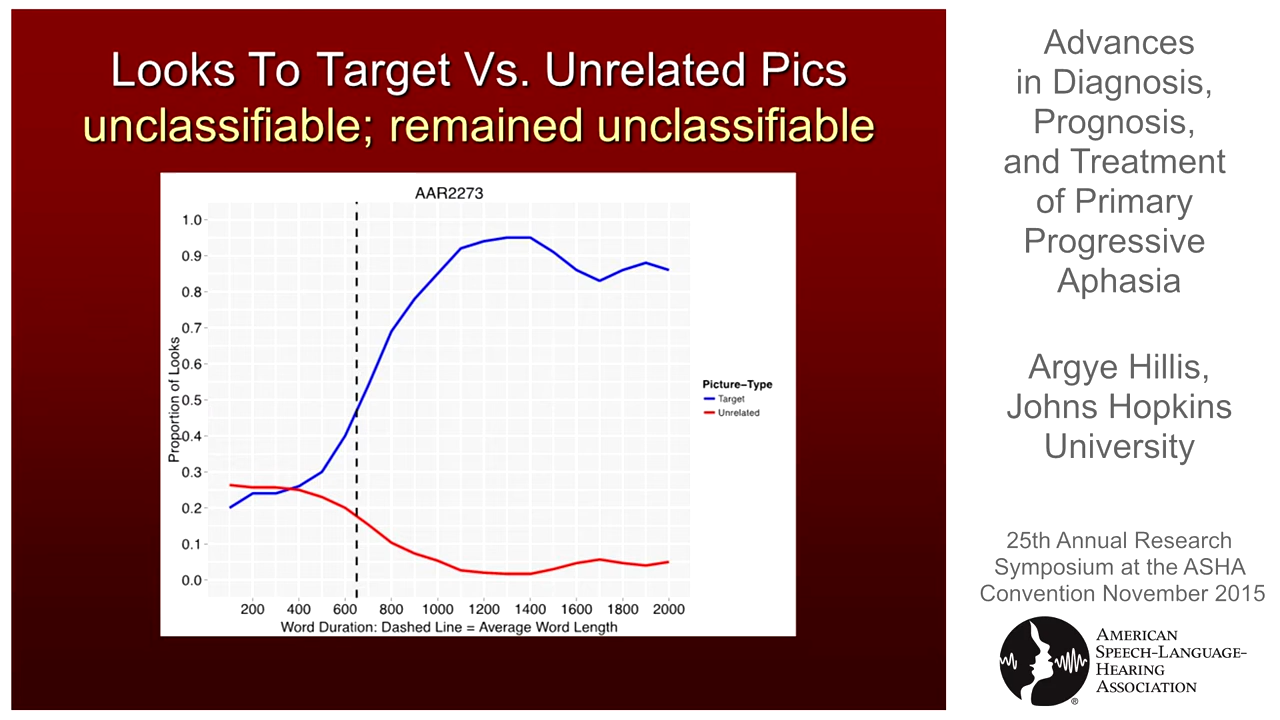 Looks To Target Vs. Unrelated Pics
unclassifiable; remained unclassifiable
AAR2273
1.0
0.9
0.8
0.7
0.6
0.5
0.4
0.3
0.2
0.1
0.0
Proportion of Looks
200 400 600 800 1000 1200 1400 1600 1800 2000
Word Duration: Dashed Line = Average Word Length
Picture–Type
Target
Unrelated
Advances
in Diagnosis,
Prognosis,
and Treatment
of Primary
Progressive
Aphasia
Argye Hillis,
Johns Hopkins
University
25th Annual Research
Symposium at the ASHA
Convention November 2015
AMERICAN
SPEECH-LANGUAGE-
HEARING
ASSOCIATION
®